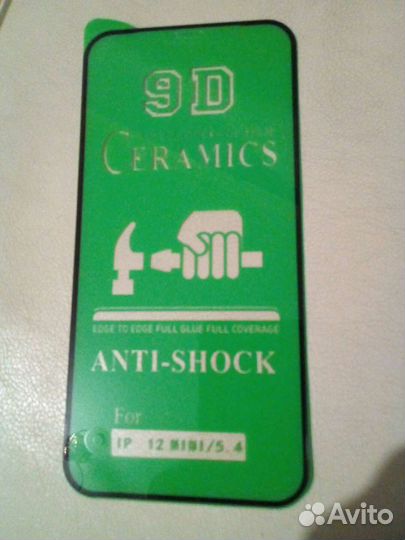 9D
CERAMICS
EDGE TO EDGE FULL GLUE FULL COVERAGE
ANTI-SHOCK
For
IP 12 MINI/5.4
Avito